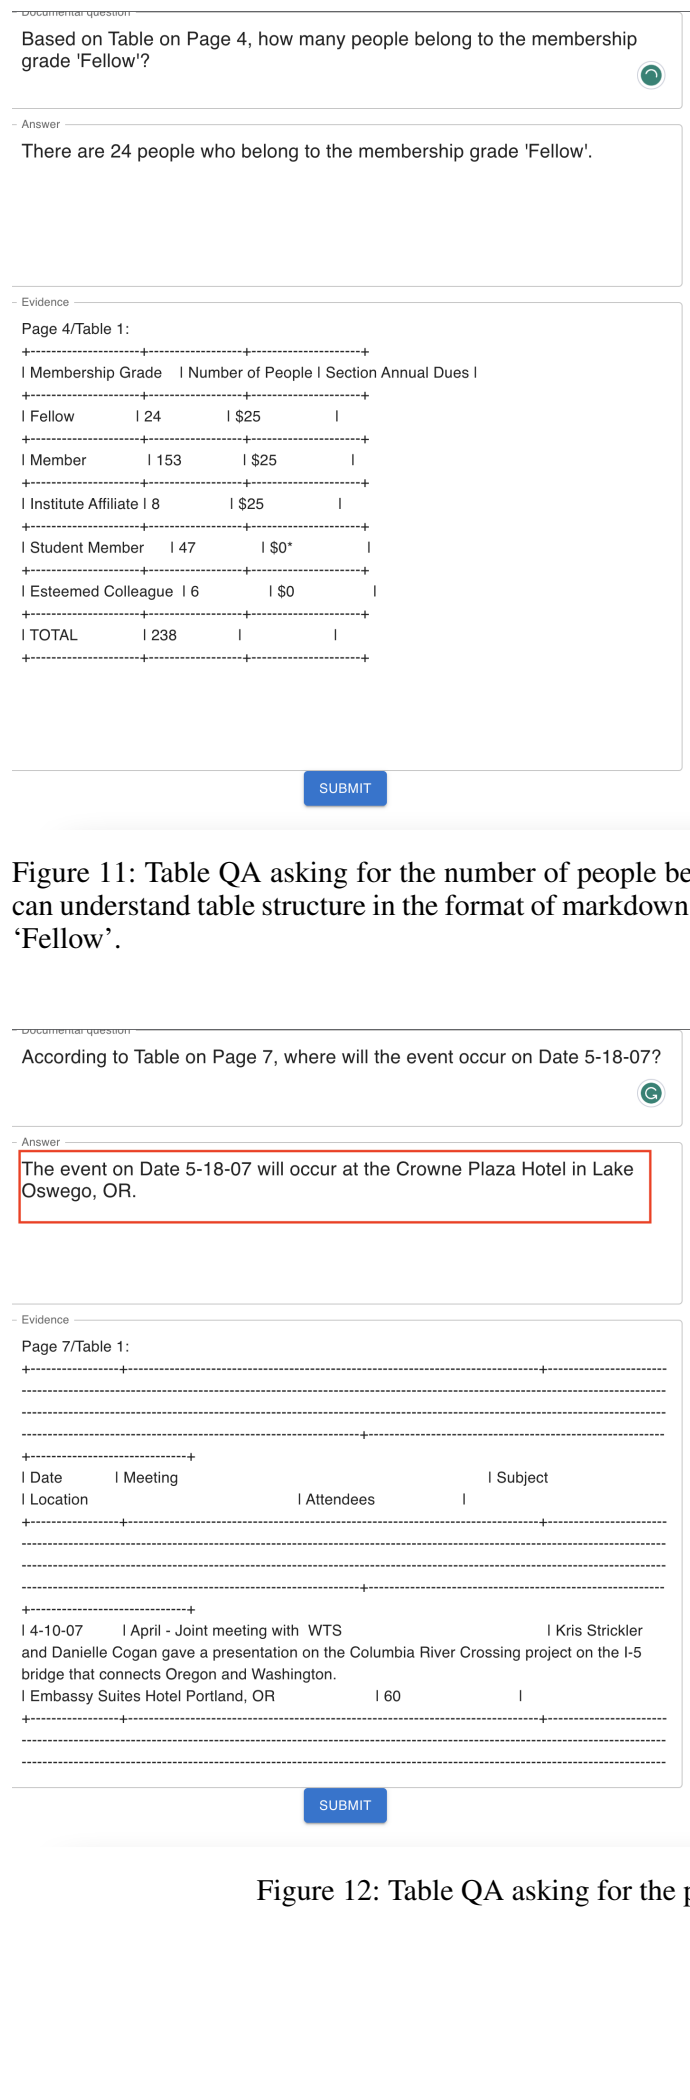 Documental question
Based on Table on Page 4, how many people belong to the membership
grade 'Fellow'?
Answer
There are 24 people who belong to the membership grade 'Fellow'.
Evidence
Page 4/Table 1:
+----------------------+------------------+---------------------+
| Membership Grade | Number of People | Section Annual Dues |
+----------------------+------------------+---------------------+
| Fellow | 24 | $25 |
+----------------------+------------------+---------------------+
| Member | 153 | $25 |
+----------------------+------------------+---------------------+
| Institute Affiliate | 8 | $25 |
+----------------------+------------------+---------------------+
| Student Member | 47 | $0* |
+----------------------+------------------+---------------------+
| Esteemed Colleague | 6 | $0 |
+----------------------+------------------+---------------------+
| TOTAL | 238 | |
+----------------------+------------------+---------------------+
SUBMIT
Figure 11: Table QA asking for the number of people be
can understand table structure in the format of markdown
‘Fellow’.
Documental question
According to Table on Page 7, where will the event occur on Date 5-18-07?
Answer
The event on Date 5-18-07 will occur at the Crowne Plaza Hotel in Lake
Oswego, OR.
Evidence
Page 7/Table 1:
| Date | Meeting | Subject
| Location | Attendees |
| 4-10-07 | April - Joint meeting with WTS | Kris Strickler
and Danielle Cogan gave a presentation on the Columbia River Crossing project on the I-5
bridge that connects Oregon and Washington.
| Embassy Suites Hotel Portland, OR | 60 |
SUBMIT
Figure 12: Table QA asking for the p